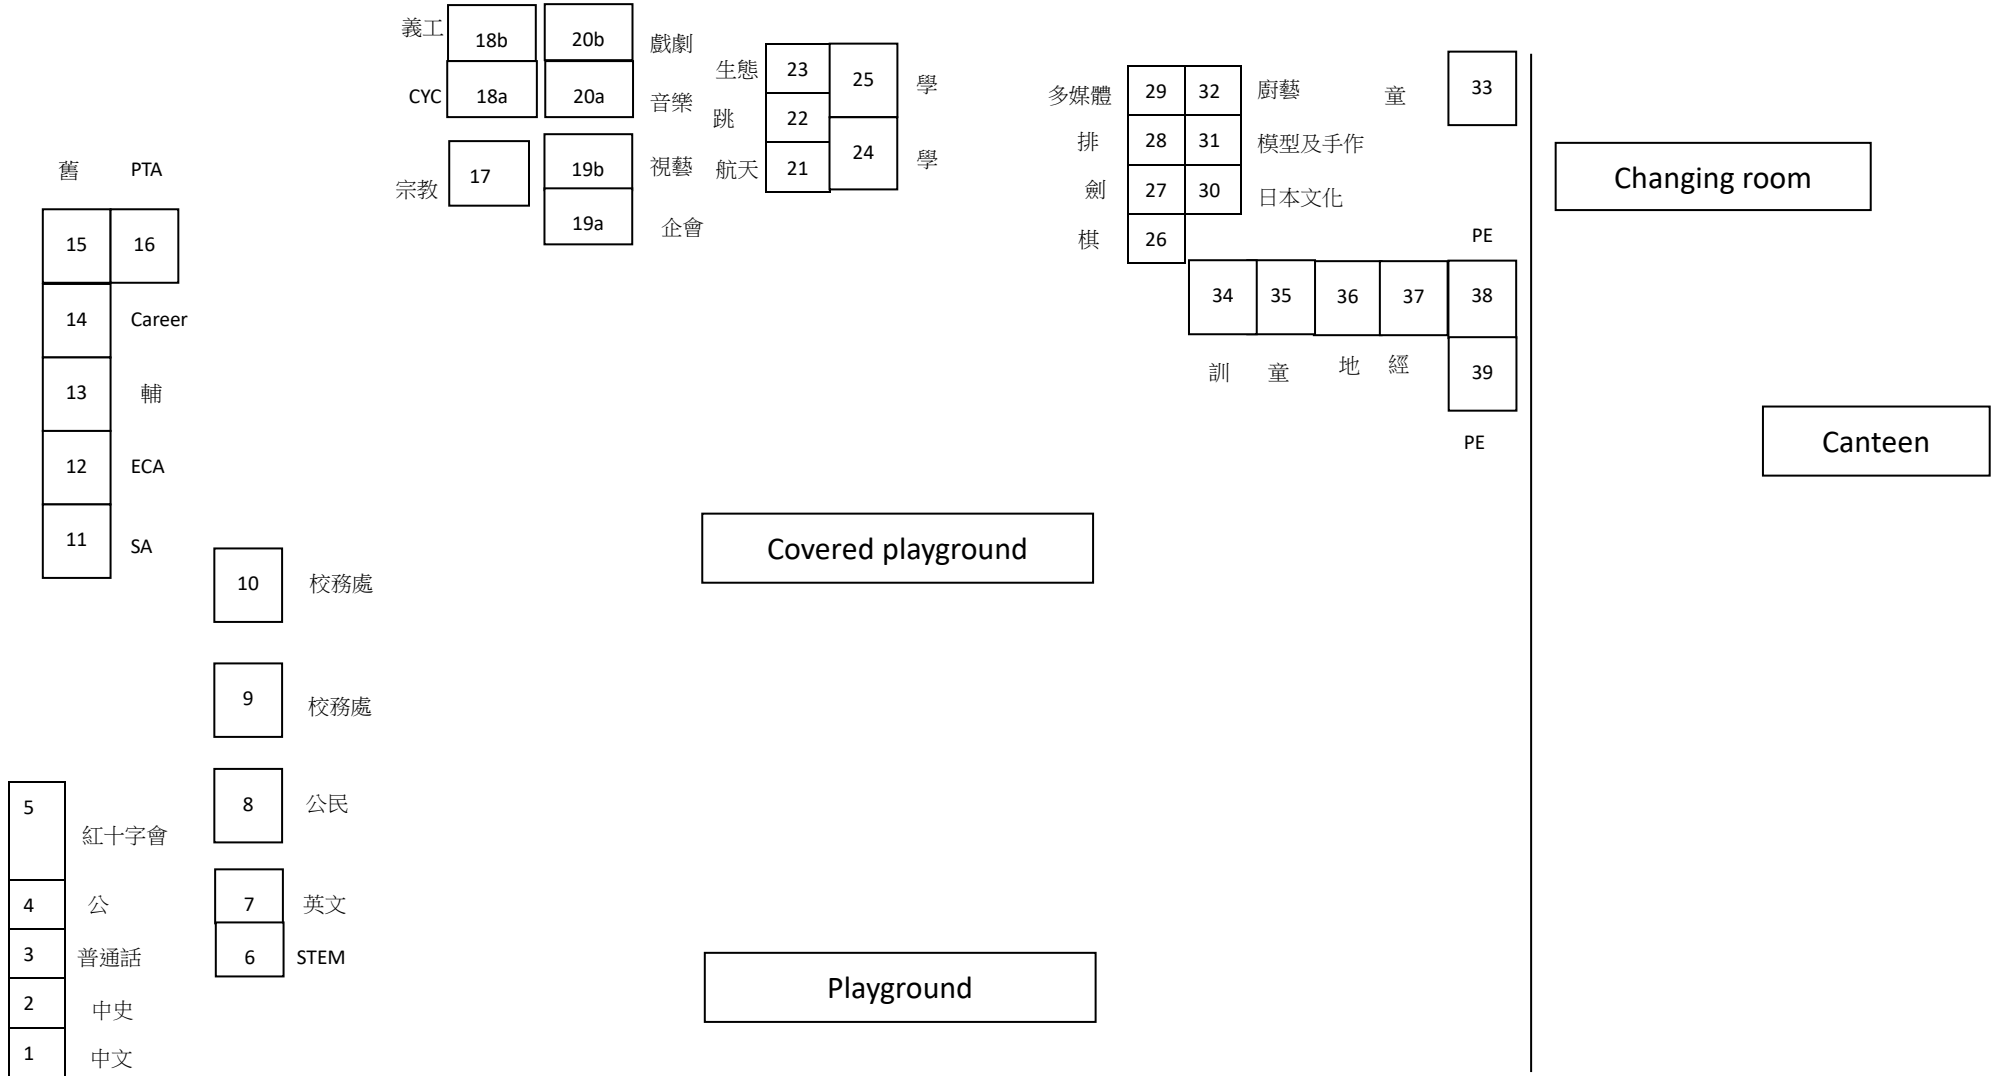 義工 18b 20b 戲劇
CYC 18a 20a 音樂
宗教 17 19b 視藝
19a 企會
生態 23 25 學
跳 22
航天 21 24 學
多媒體 29 32 廚藝
排 28 31 模型及手作
劍 27 30 日本文化
棋 26
童 33
Changing room
舊 PTA
15 16
14 Career
13 輔
12 ECA
11 SA
PE
34 35 36 37 38
訓 童 地 經 39
PE
Canteen
Covered playground
10 校務處
9 校務處
8 公民
7 英文
6 STEM
5 紅十字會
4 公
3 普通話
2 中史
1 中文
Playground